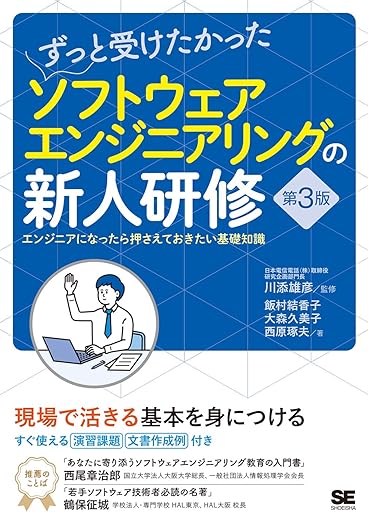 ずっと受けたかった
ソフトウェア
エンジニアリングの
新人研修
第3版
エンジニアになったら押さえておきたい基礎知識
日本電信電話(株)取締役
研究企画部門長
川添雄彦／監修
飯村結香子
大森久美子
西原琢夫／著
現場で活きる基本を身につける
すぐ使える 演習課題 文書作成例 付き
推薦の
ことば
「あなたに寄り添うソフトウェアエンジニアリング教育の入門書」
西尾章治郎 国立大学法人大阪大学総長、一般社団法人情報処理学会会長
「若手ソフトウェア技術者必読の名著」
鶴保征城 学校法人・専門学校 HAL東京、HAL大阪 校長
SE
SHOEISHA